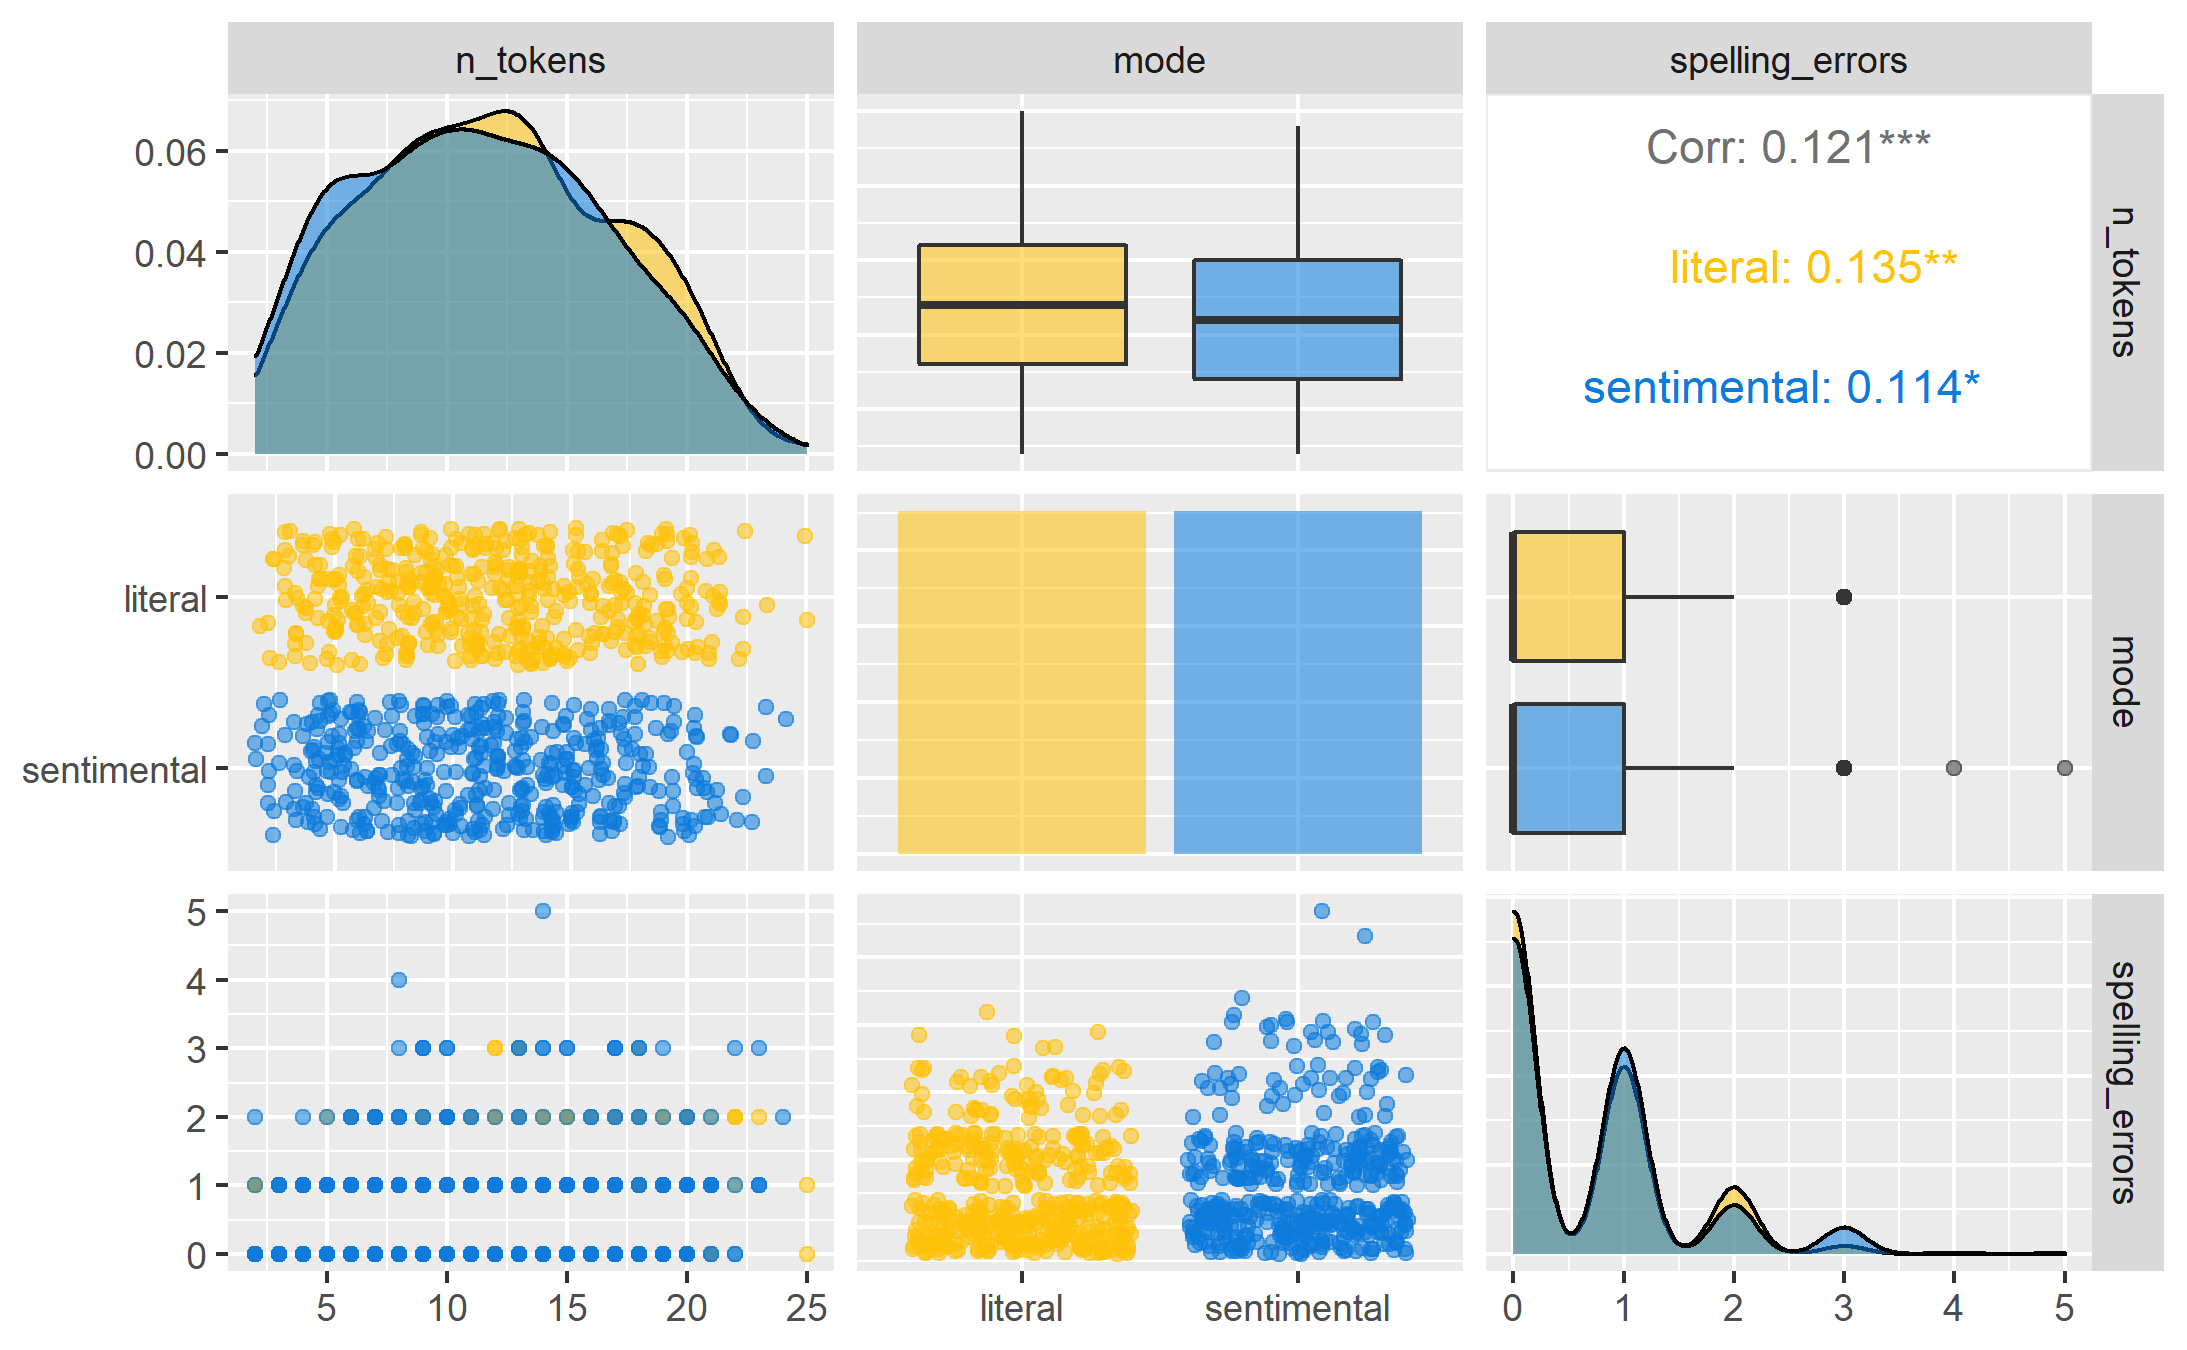 n_tokens
mode
spelling_errors
0.06
0.04
0.02
0.00
Corr: 0.121***
literal: 0.135**
sentimental: 0.114*
n_tokens
literal
sentimental
mode
5
4
3
2
1
0
spelling_errors
5
10
15
20
25
literal
sentimental
0
1
2
3
4
5